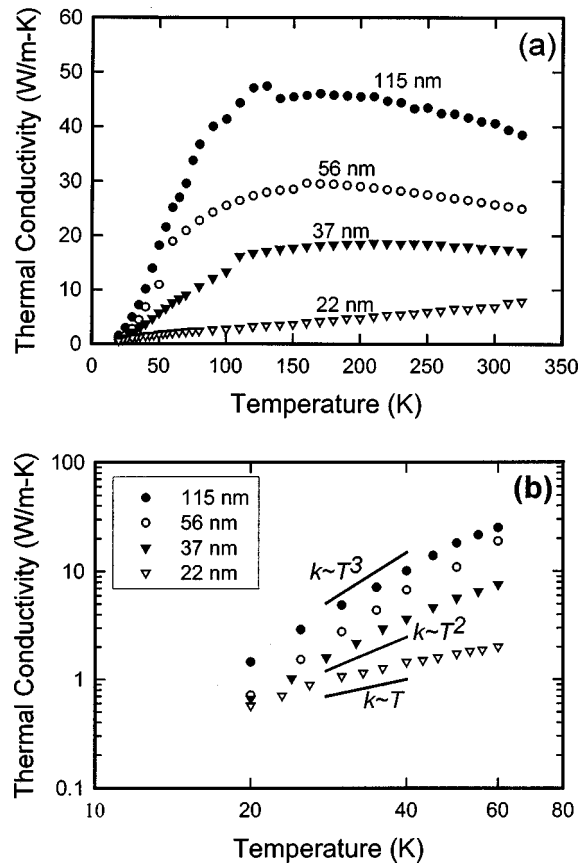 (a)
Thermal Conductivity (W/m-K)
60
50
40
30
20
10
0
115 nm
56 nm
37 nm
22 nm
0 50 100 150 200 250 300 350
Temperature (K)
(b)
Thermal Conductivity (W/m-K)
100
10
1
0.1
115 nm
56 nm
37 nm
22 nm
k~T³
k~T²
k~T
10 20 40 60 80
Temperature (K)